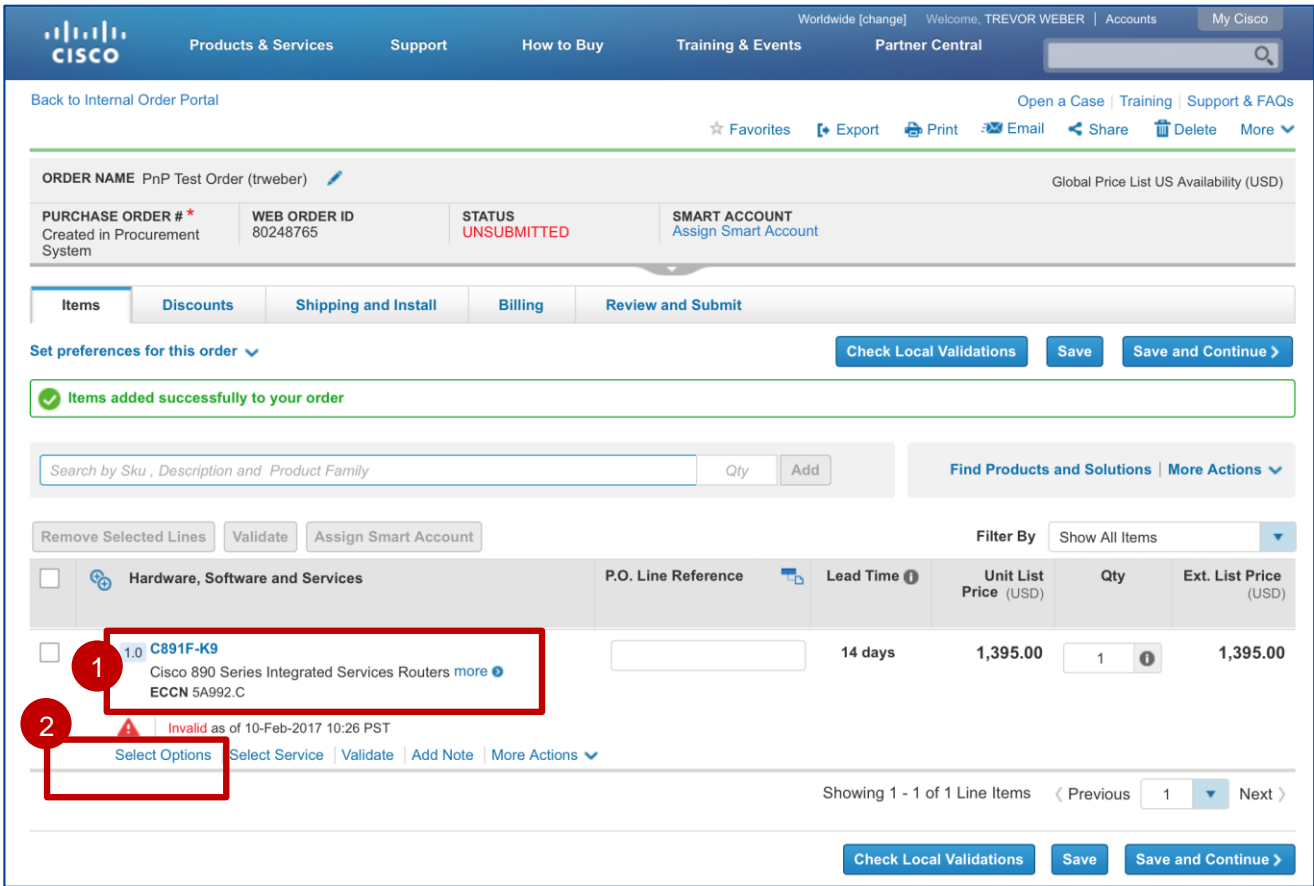 Worldwide [change] Welcome, TREVOR WEBER | Accounts My Cisco
CISCO Products & Services Support How to Buy Training & Events Partner Central
Back to Internal Order Portal Open a Case | Training | Support & FAQs
Favorites Export Print Email Share Delete More
ORDER NAME PnP Test Order (trweber) Global Price List US Availability (USD)
PURCHASE ORDER # * WEB ORDER ID STATUS SMART ACCOUNT
Created in Procurement 80248765 UNSUBMITTED Assign Smart Account
System
Items Discounts Shipping and Install Billing Review and Submit
Set preferences for this order Check Local Validations Save Save and Continue
Items added successfully to your order
Search by Sku , Description and Product Family Qty Add Find Products and Solutions | More Actions
Remove Selected Lines Validate Assign Smart Account Filter By Show All Items
Hardware, Software and Services P.O. Line Reference Lead Time Unit List Qty Ext. List Price
Price (USD) (USD)
1 1.0 C891F-K9 14 days 1,395.00 1 1,395.00
Cisco 890 Series Integrated Services Routers more
ECCN 5A992.C
2 Invalid as of 10-Feb-2017 10:26 PST
Select Options | Select Service | Validate | Add Note | More Actions
Showing 1 - 1 of 1 Line Items Previous 1 Next
Check Local Validations Save Save and Continue